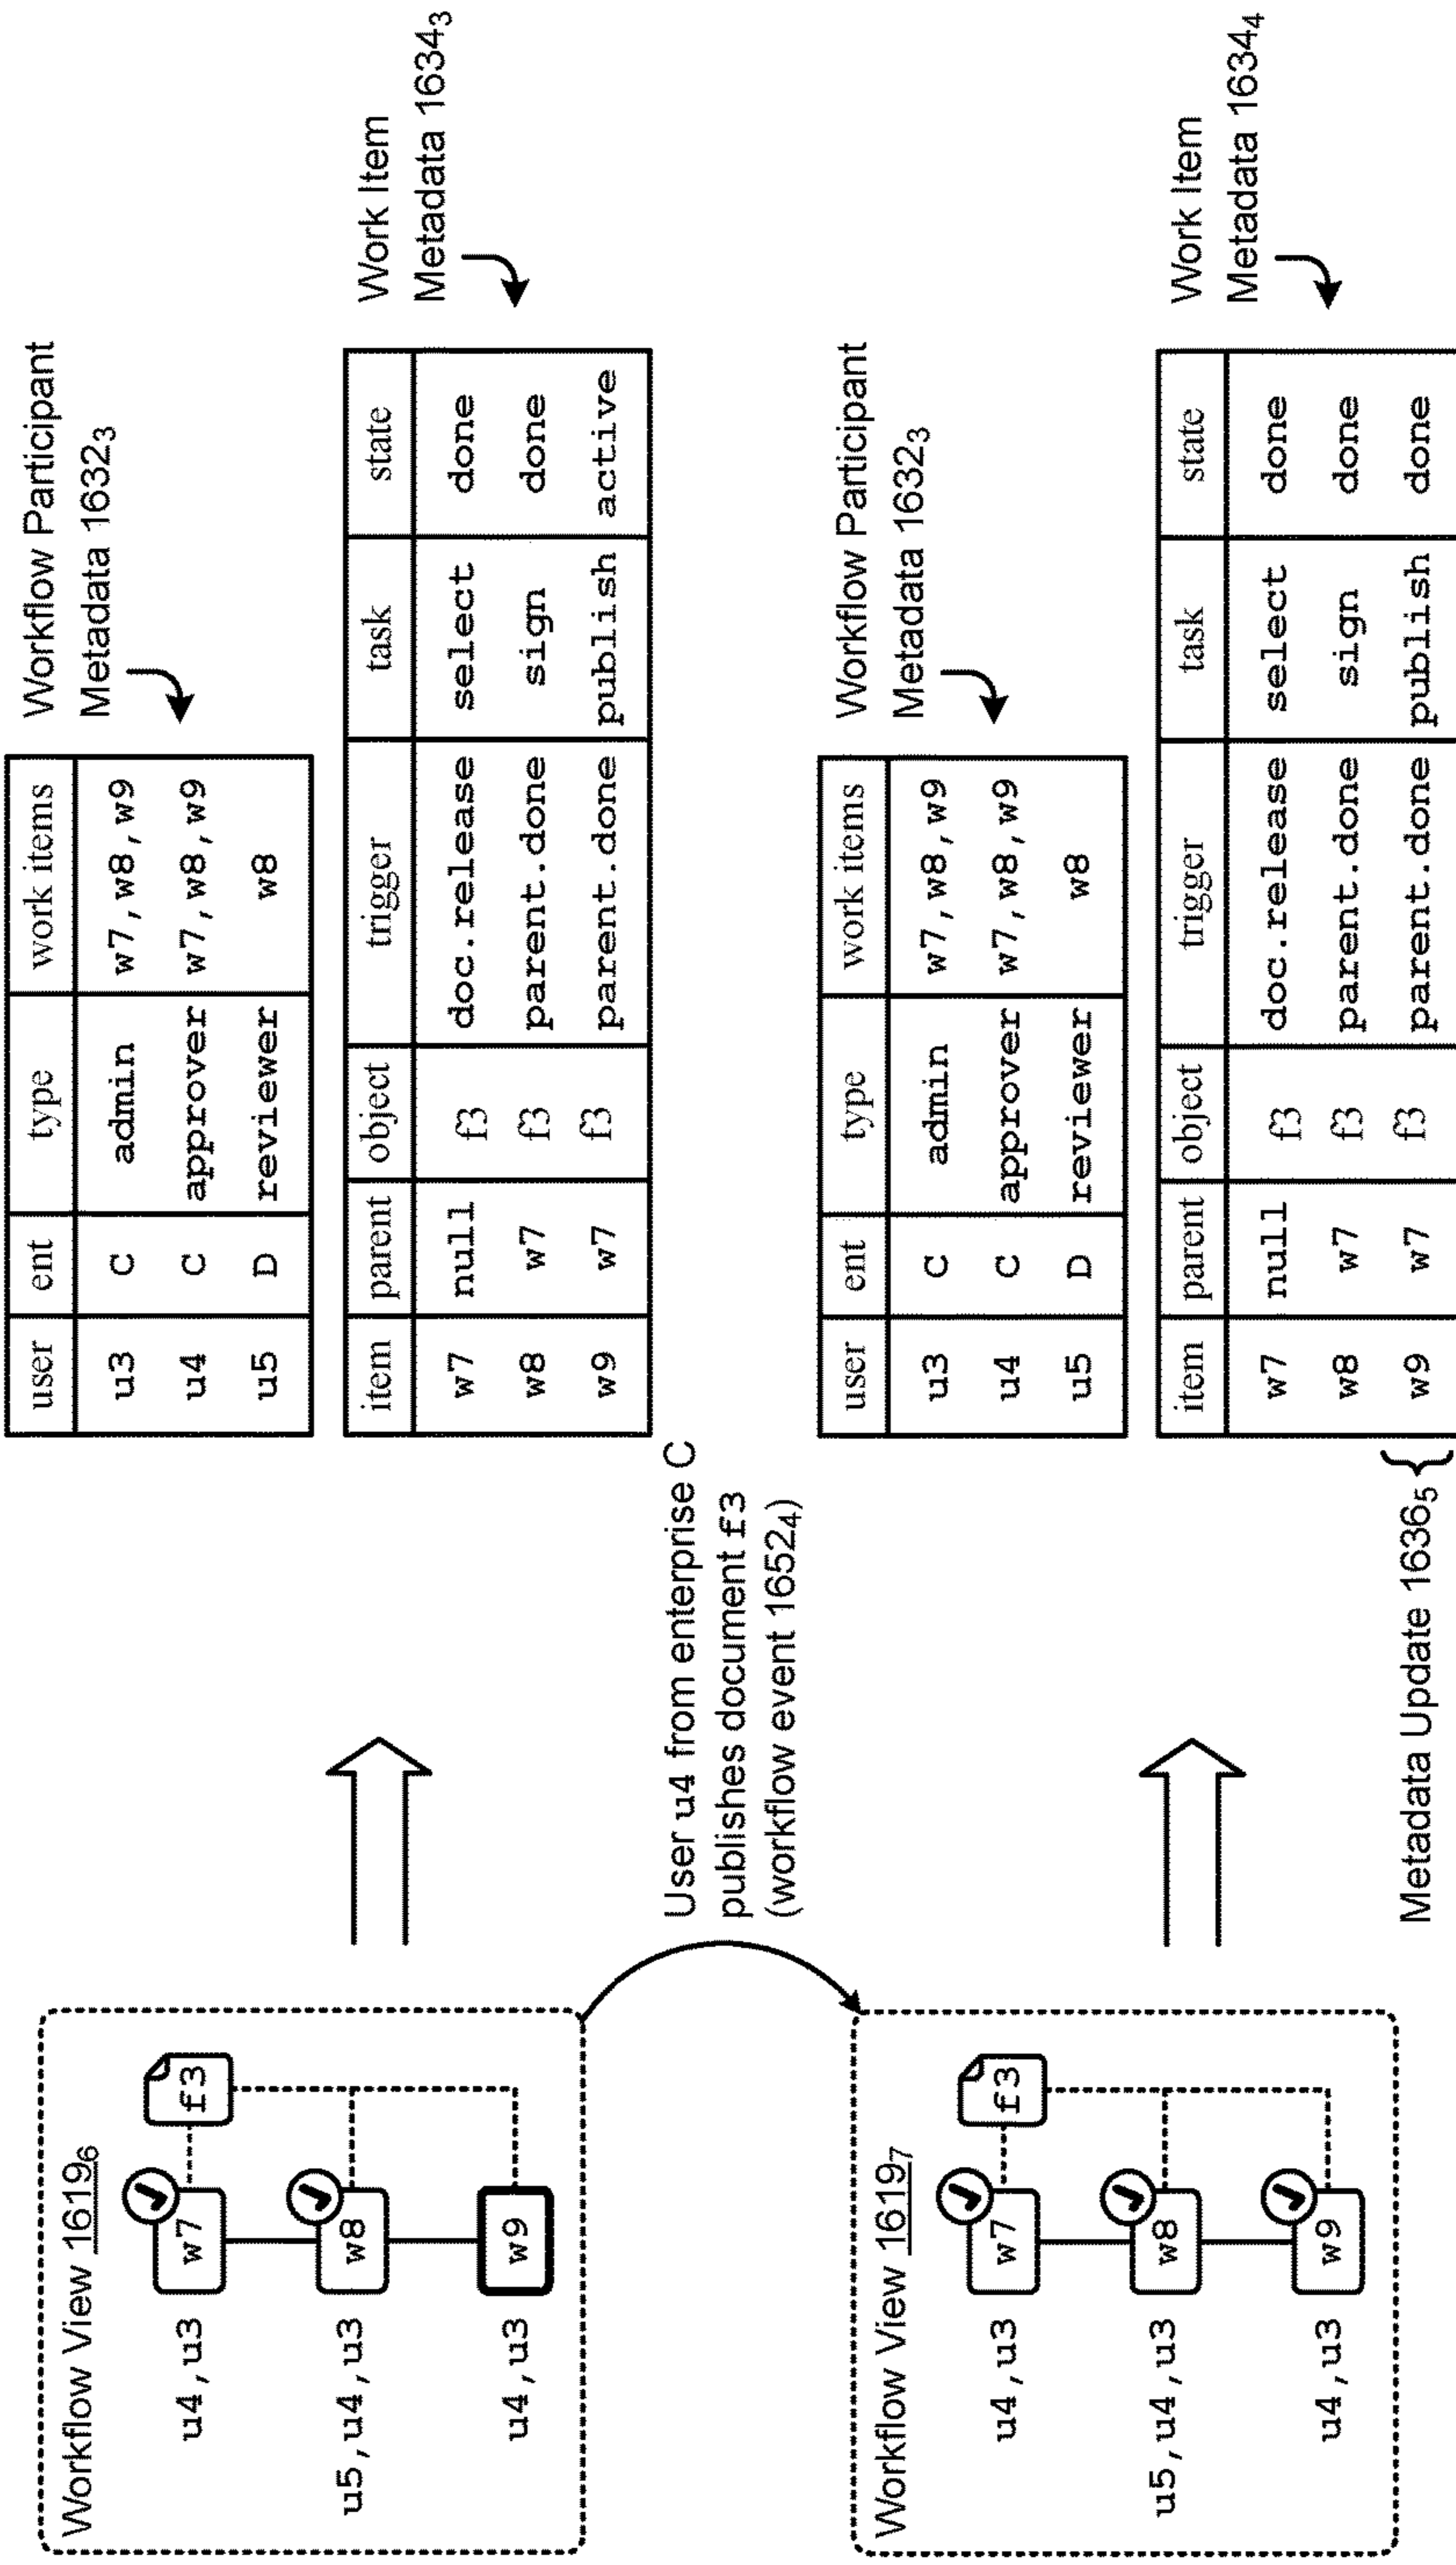 Workflow View 1619₆
w7
f3
u4,u3
w8
u5,u4,u3
w9
u4,u3
user ent type work items
u3 C admin w7,w8,w9
u4 C approver w7,w8,w9
u5 D reviewer w8
Workflow Participant
Metadata 1632₃
item parent object trigger task state
w7 null f3 doc.release select done
w8 w7 f3 parent.done sign done
w9 w7 f3 parent.done publish active
Work Item
Metadata 1634₃
User u4 from enterprise C
publishes document f3
(workflow event 1652₄)
Workflow View 1619₇
w7
f3
u4,u3
w8
u5,u4,u3
w9
u4,u3
user ent type work items
u3 C admin w7,w8,w9
u4 C approver w7,w8,w9
u5 D reviewer w8
Workflow Participant
Metadata 1632₃
item parent object trigger task state
w7 null f3 doc.release select done
w8 w7 f3 parent.done sign done
w9 w7 f3 parent.done publish done
Work Item
Metadata 1634₄
Metadata Update 1636₅